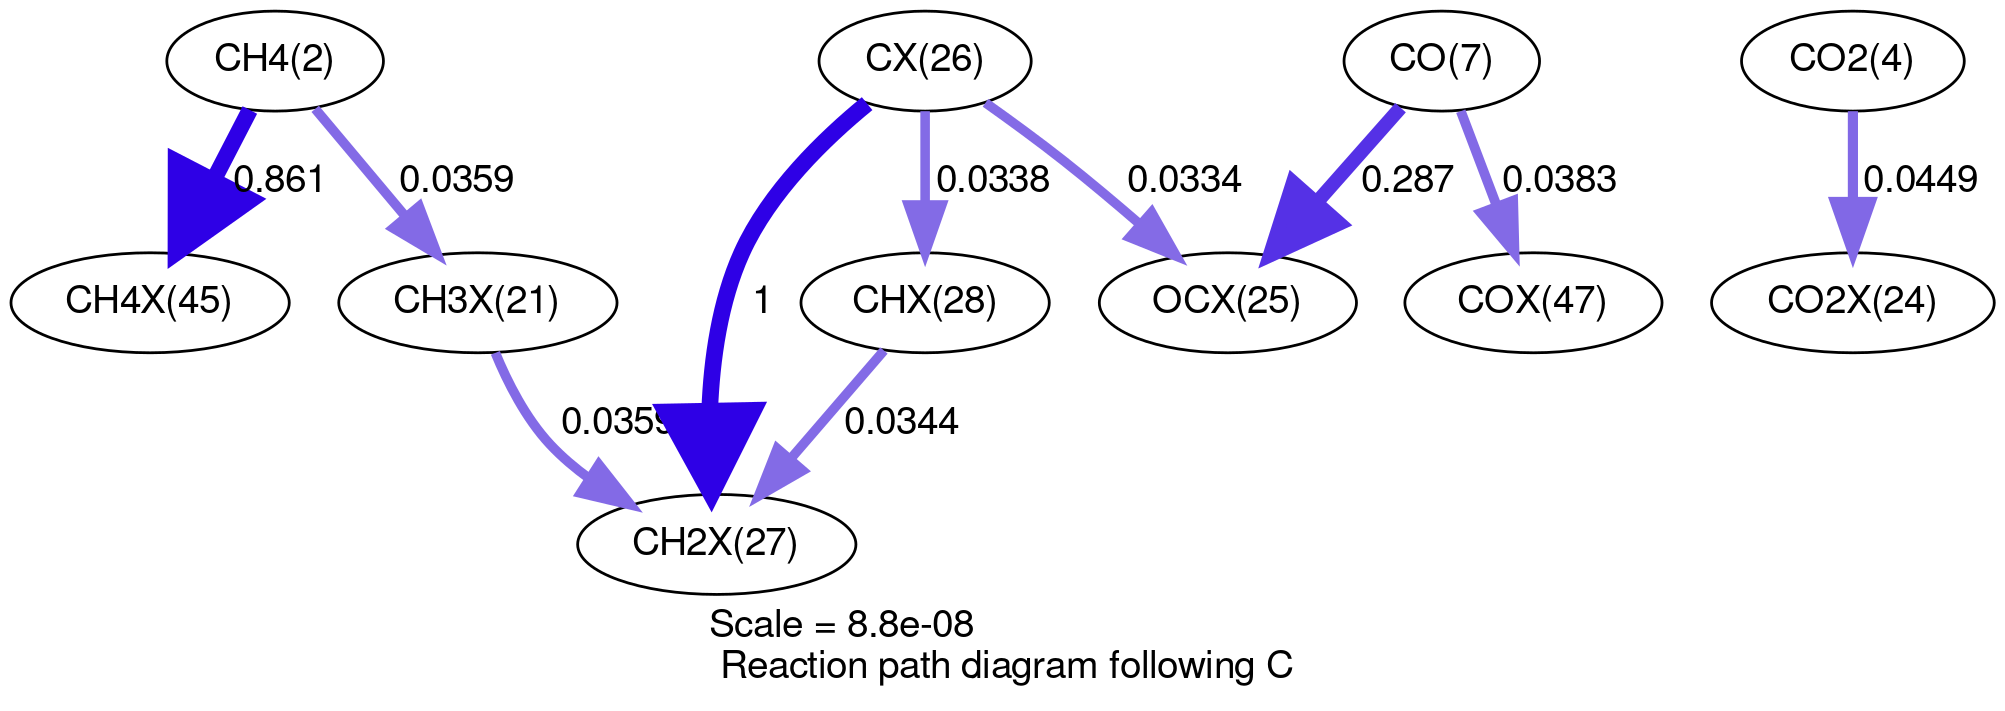 CH4(2)
CX(26)
CO(7)
CO2(4)
0.861
0.0359
0.0338
0.0334
0.287
0.0383
0.0449
CH4X(45)
CH3X(21)
1
CHX(28)
OCX(25)
COX(47)
CO2X(24)
0.0359
0.0344
CH2X(27)
Scale = 8.8e-08
Reaction path diagram following C